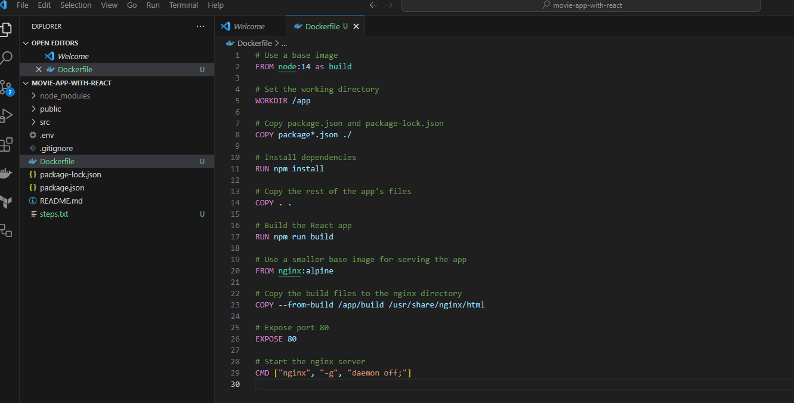 File Edit Selection View Go Run Terminal Help
movie-app-with-react
EXPLORER
OPEN EDITORS
Welcome
Dockerfile U
MOVIE-APP-WITH-REACT
node_modules
public
src
.env
.gitignore
Dockerfile U
package-lock.json
package.json
README.md
steps.txt U
2
Welcome
Dockerfile U
Dockerfile > ...
1 # Use a base image
2 FROM node:14 as build
3
4 # Set the working directory
5 WORKDIR /app
6
7 # Copy package.json and package-lock.json
8 COPY package*.json ./
9
10 # Install dependencies
11 RUN npm install
12
13 # Copy the rest of the app's files
14 COPY . .
15
16 # Build the React app
17 RUN npm run build
18
19 # Use a smaller base image for serving the app
20 FROM nginx:alpine
21
22 # Copy the build files to the nginx directory
23 COPY --from-build /app/build /usr/share/nginx/html
24
25 # Expose port 80
26 EXPOSE 80
27
28 # Start the nginx server
29 CMD ["nginx", "-g", "daemon off;"]
30